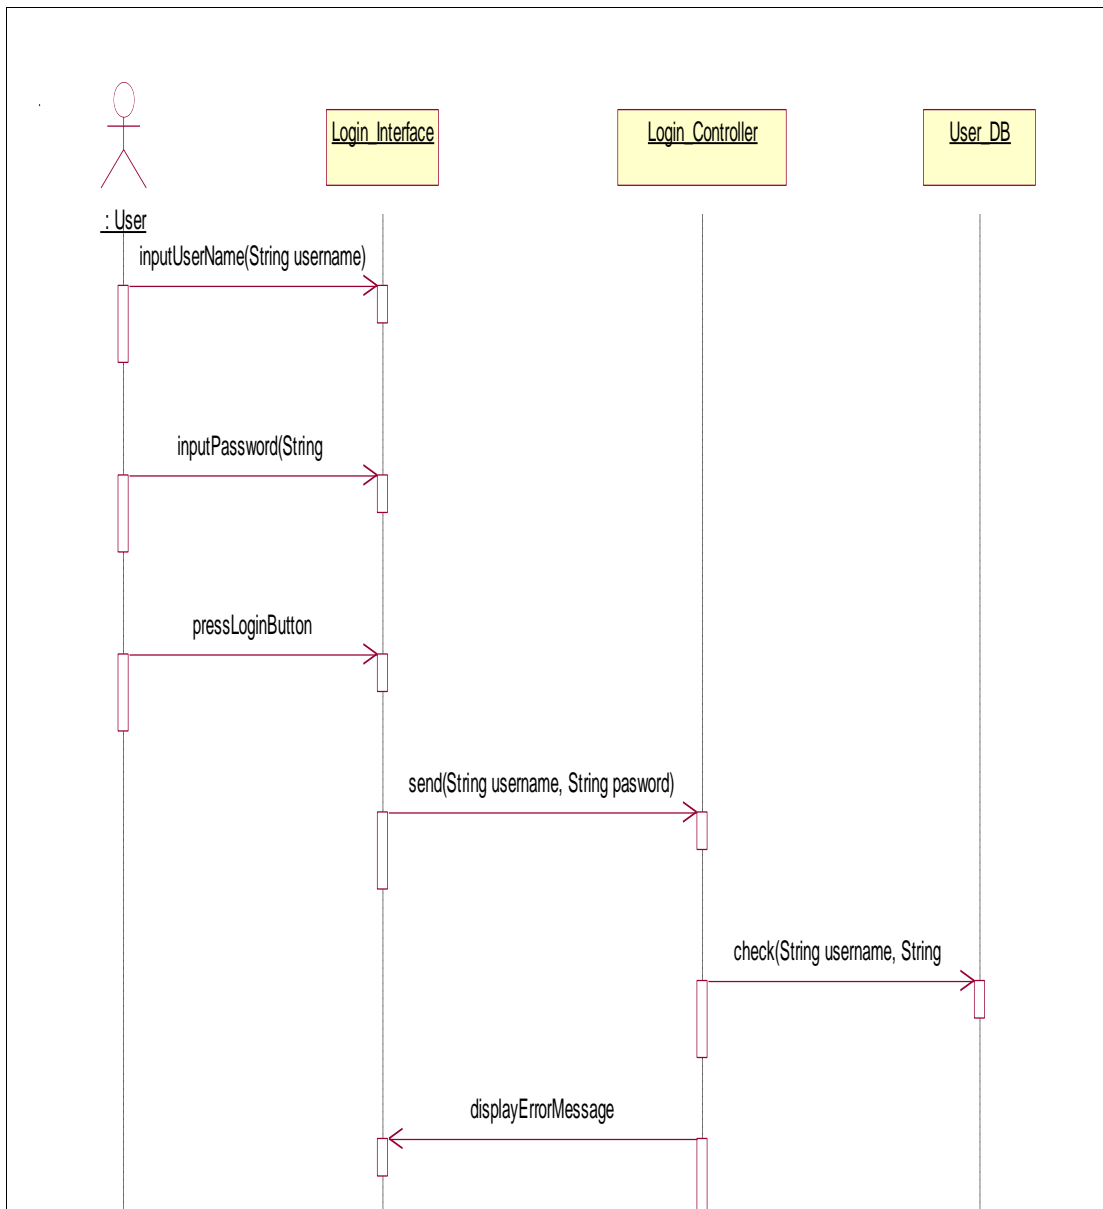 Login_Interface
Login_Controller
User_DB
: User
inputUserName(String username)
inputPassword(String
pressLoginButton
send(String username, String pasword)
check(String username, String
displayErrorMessage